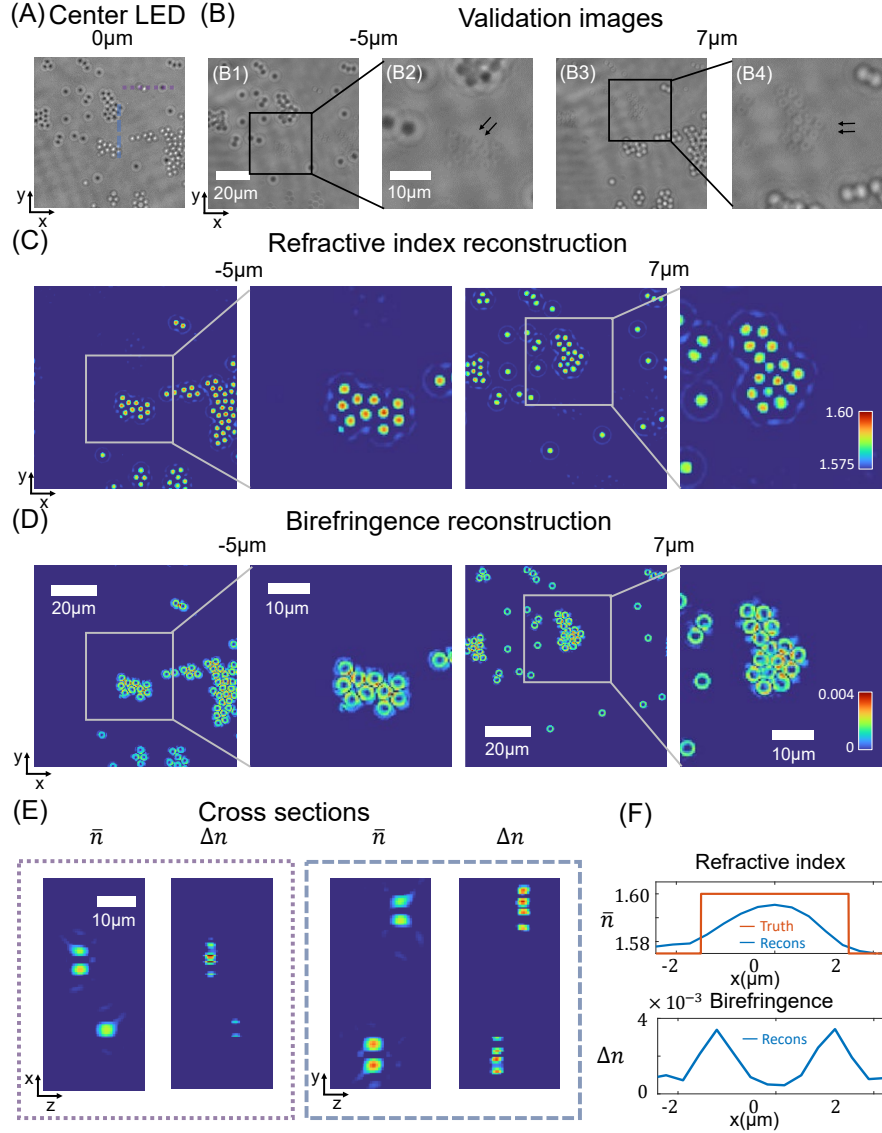 (A) Center LED
0µm
(B) Validation images
-5µm
7µm
(B1)
(B2)
(B3)
(B4)
20µm
10µm
y
x
y
x
(C) Refractive index reconstruction
-5µm
7µm
1.60
1.575
y
x
(D) Birefringence reconstruction
-5µm
7µm
20µm
10µm
20µm
10µm
0.004
0
y
x
(E) Cross sections
n̅
Δn
n̅
Δn
10µm
x
z
y
z
(F)
Refractive index
1.60
n̅
1.58
Truth
Recons
-2 0 2
x(µm)
× 10⁻³ Birefringence
4
Δn
0
Recons
-2 0 2
x(µm)